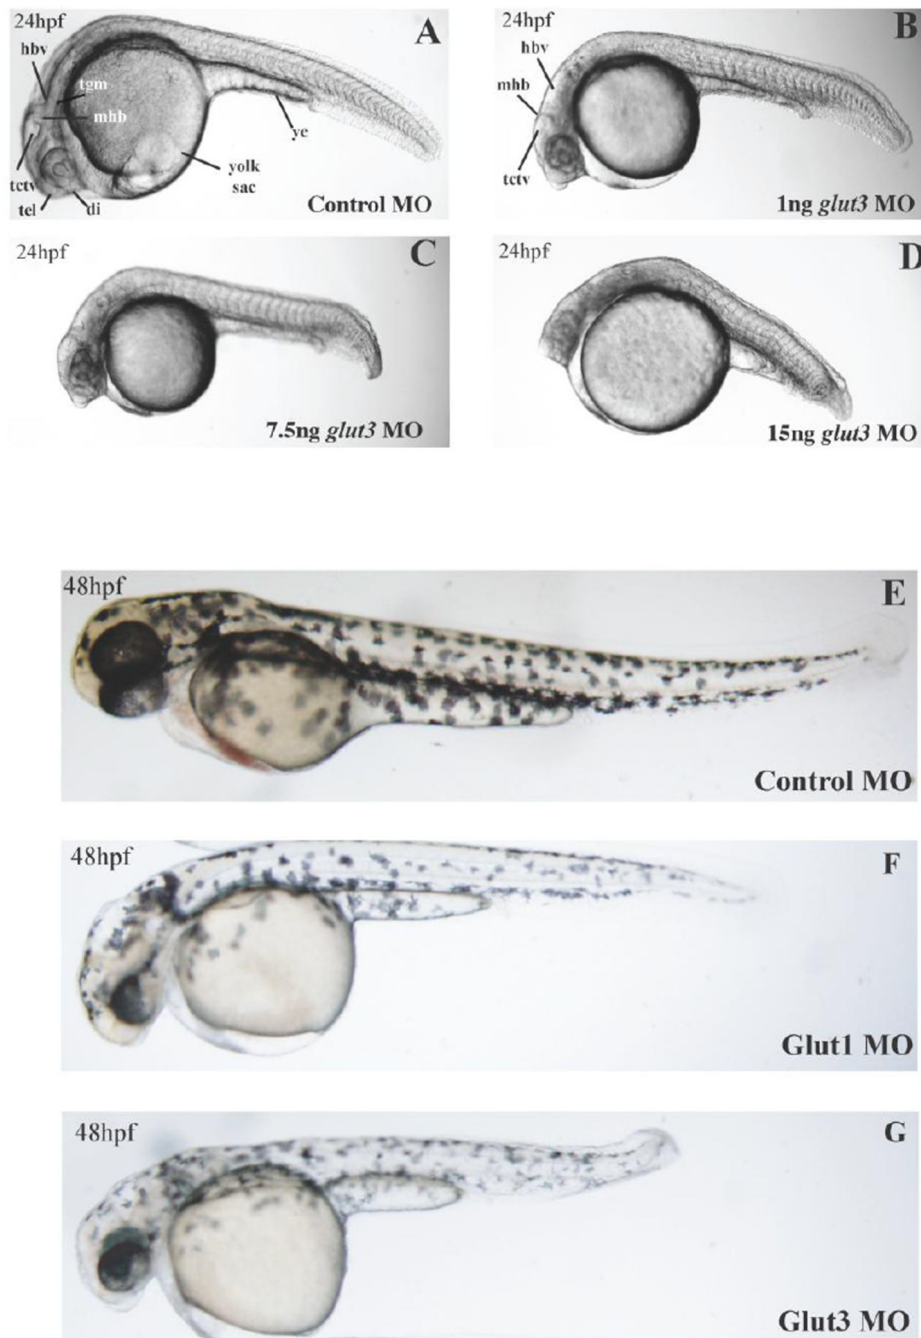 24hpf
A
hbv
tgm
mhb
ye
yolk
sac
tctv
tel
di
Control MO
24hpf
B
hbv
mhb
tctv
1ng glut3 MO
24hpf
C
7.5ng glut3 MO
24hpf
D
15ng glut3 MO
48hpf
E
Control MO
48hpf
F
Glut1 MO
48hpf
G
Glut3 MO